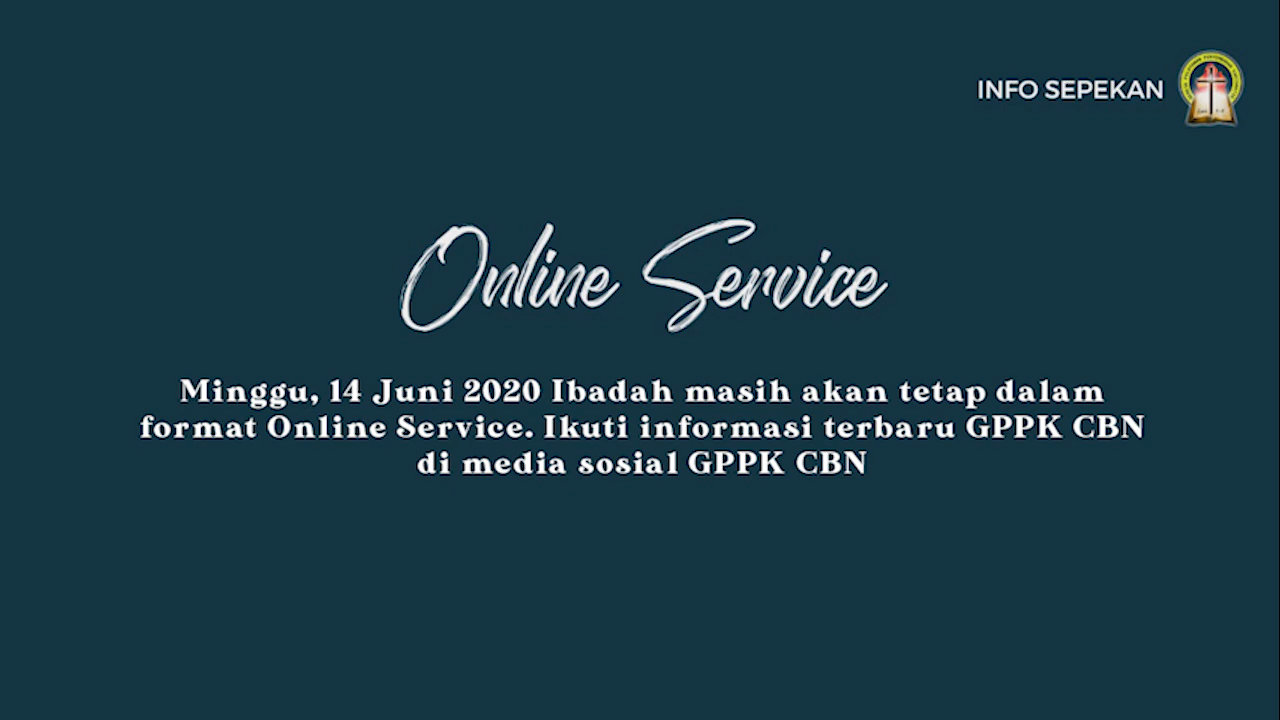 INFO SEPEKAN
Online Service
Minggu, 14 Juni 2020 Ibadah masih akan tetap dalam
format Online Service. Ikuti informasi terbaru GPPK CBN
di media sosial GPPK CBN